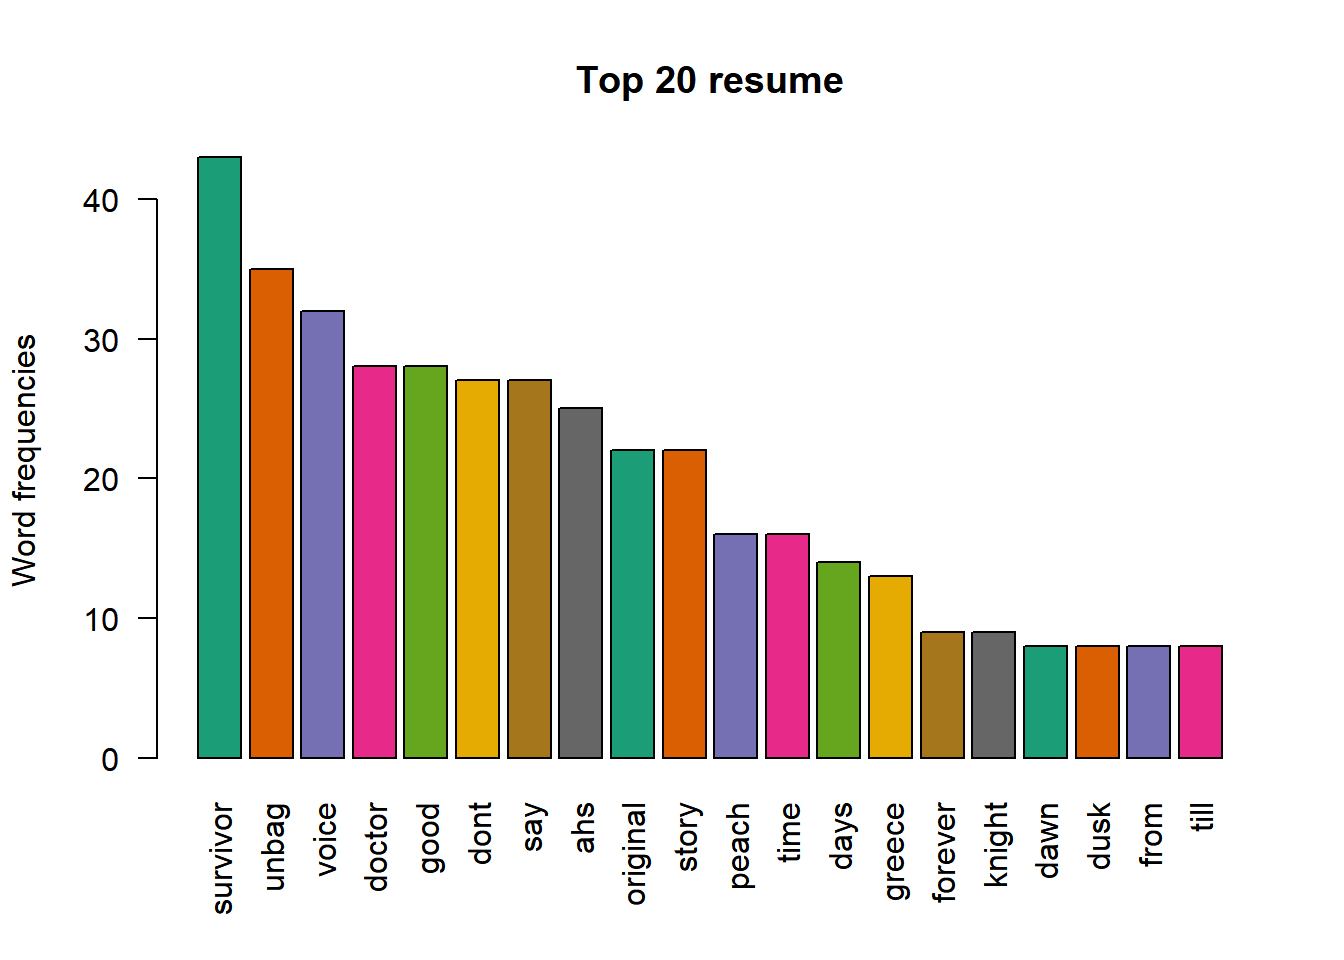 Top 20 resume
Word frequencies
40
30
20
10
0
survivor
unbag
voice
doctor
good
dont
say
ahs
original
story
peach
time
days
greece
forever
knight
dawn
dusk
from
till